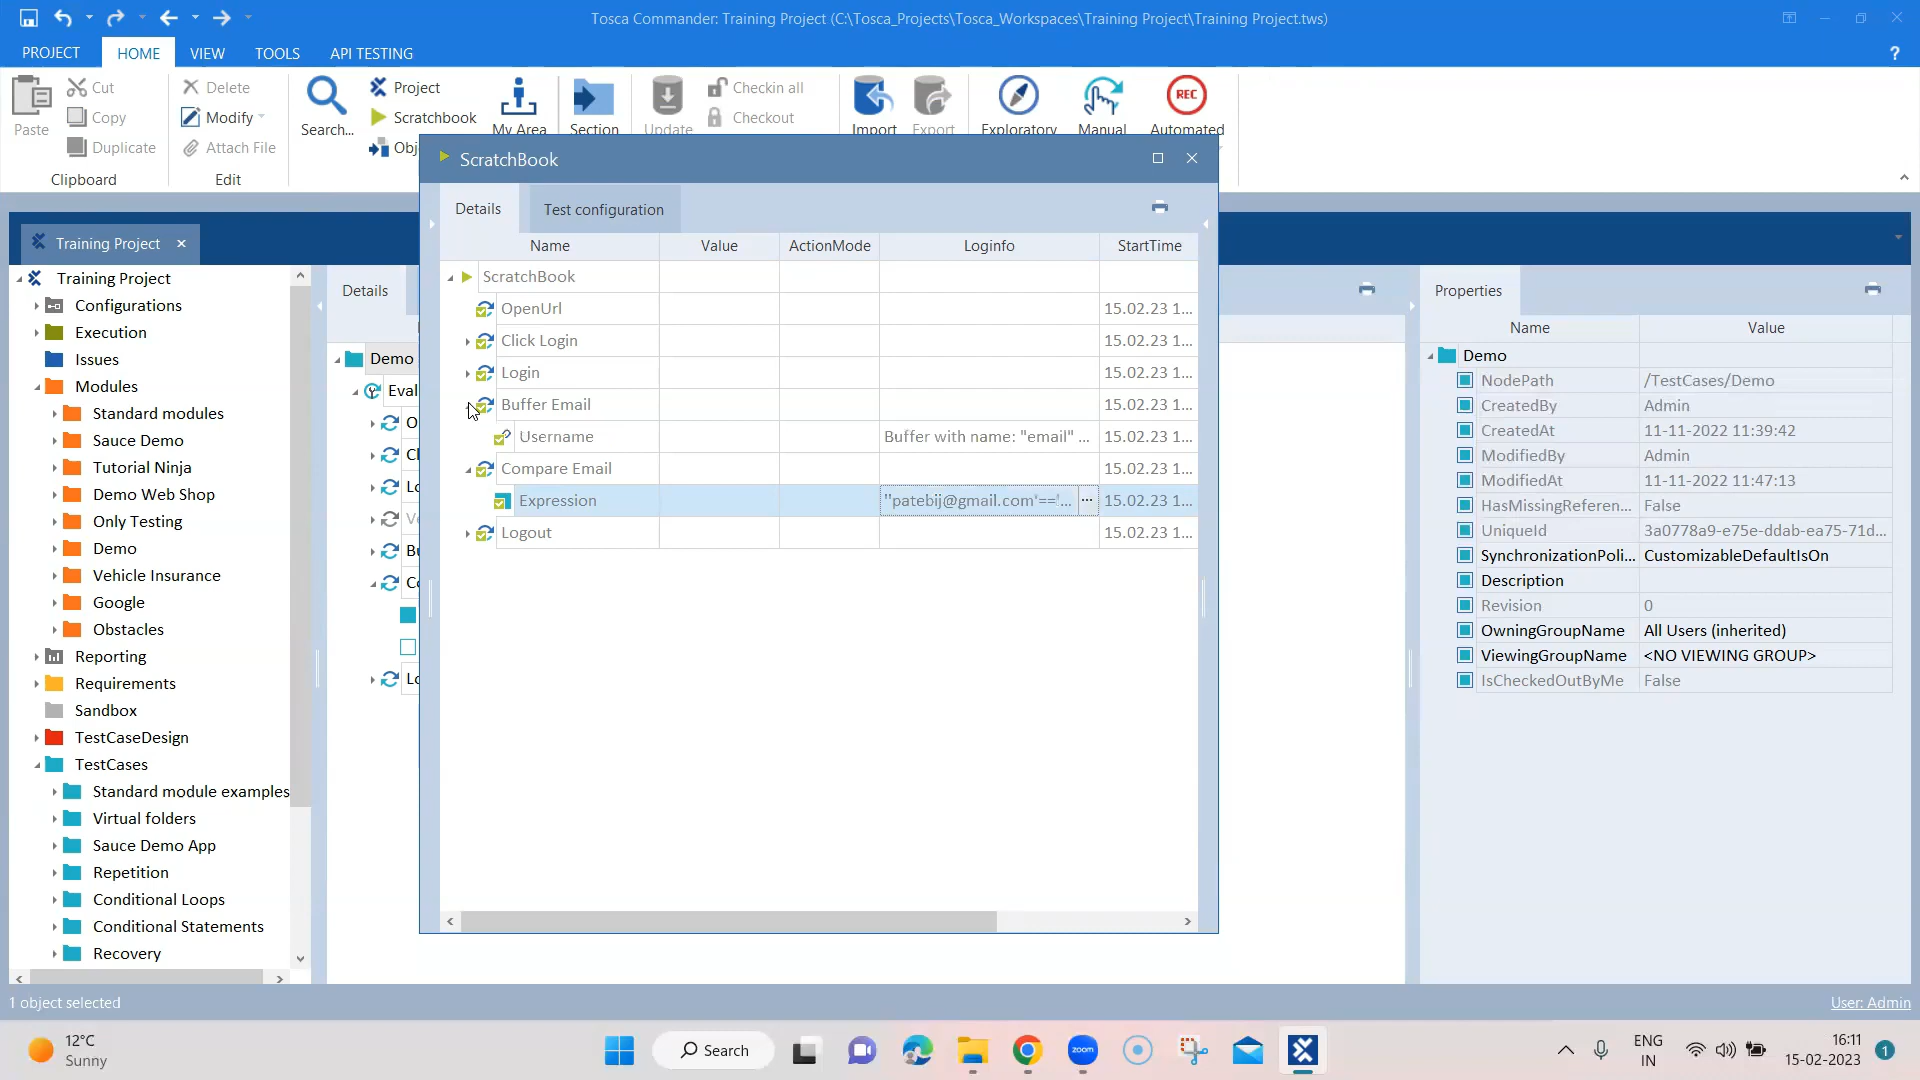 Tosca Commander: Training Project (C:\Tosca_Projects\Tosca_Workspaces\Training Project\Training Project.tws)
PROJECT HOME VIEW TOOLS API TESTING ?
Paste
Cut
Copy
Duplicate
Clipboard
Delete
Modify
Attach File
Edit
Search...
Project
Scratchbook
Obj
My Area
Section
Update
Checkin all
Checkout
Import
Export
Exploratory
Manual
REC
Automated
Training Project
Training Project
Configurations
Execution
Issues
Modules
Standard modules
Sauce Demo
Tutorial Ninja
Demo Web Shop
Only Testing
Demo
Vehicle Insurance
Google
Obstacles
Reporting
Requirements
Sandbox
TestCaseDesign
TestCases
Standard module examples
Virtual folders
Sauce Demo App
Repetition
Conditional Loops
Conditional Statements
Recovery
Details
Demo
Eval
ScratchBook
Details Test configuration
Name Value ActionMode Loginfo StartTime
ScratchBook
OpenUrl 15.02.23 1...
Click Login 15.02.23 1...
Login 15.02.23 1...
Buffer Email 15.02.23 1...
Username Buffer with name: "email" ... 15.02.23 1...
Compare Email 15.02.23 1...
Expression "patebij@gmail.com"=='... ... 15.02.23 1...
Logout 15.02.23 1...
Properties
Name Value
Demo
NodePath /TestCases/Demo
CreatedBy Admin
CreatedAt 11-11-2022 11:39:42
ModifiedBy Admin
ModifiedAt 11-11-2022 11:47:13
HasMissingReferen... False
UniqueId 3a0778a9-e75e-ddab-ea75-71d...
SynchronizationPoli... CustomizableDefaultIsOn
Description
Revision 0
OwningGroupName All Users (inherited)
ViewingGroupName <NO VIEWING GROUP>
IsCheckedOutByMe False
1 object selected
User: Admin
12°C
Sunny
Search
zoom
ENG
IN
16:11
15-02-2023
1